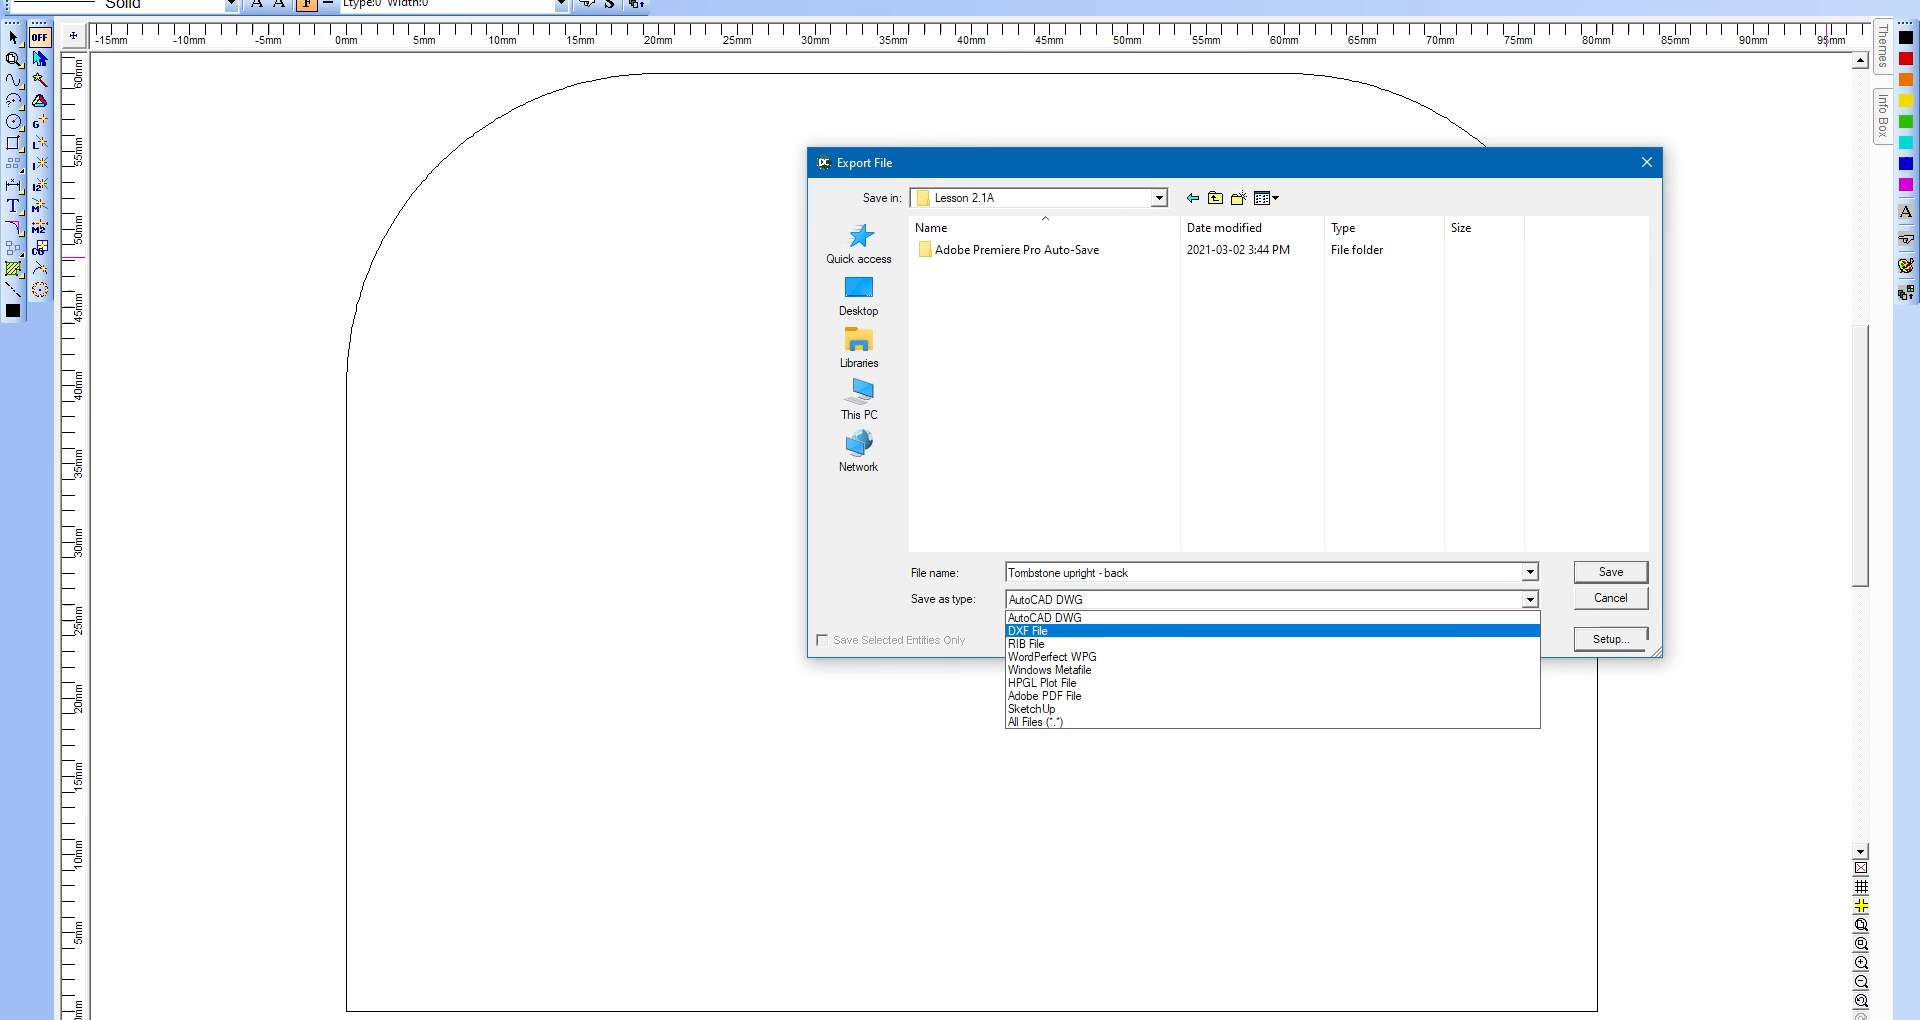 Solid
Ltype:0 Width:0
-15mm -10mm -5mm 0mm 5mm 10mm 15mm 20mm 25mm 30mm 35mm 40mm 45mm 50mm 55mm 60mm 65mm 70mm 75mm 80mm 85mm 90mm 95mm
OFF
60mm
55mm
50mm
45mm
40mm
35mm
30mm
25mm
20mm
15mm
10mm
5mm
0mm
Themes
Info Box
DC Export File
Save in: Lesson 2.1A
Name Date modified Type Size
Adobe Premiere Pro Auto-Save 2021-03-02 3:44 PM File folder
Quick access
Desktop
Libraries
This PC
Network
File name: Tombstone upright - back Save
Save as type: AutoCAD DWG Cancel
Save Selected Entities Only
Setup...
AutoCAD DWG
DXF File
RIB File
WordPerfect WPG
Windows Metafile
HPGL Plot File
Adobe PDF File
SketchUp
All Files (*.*)